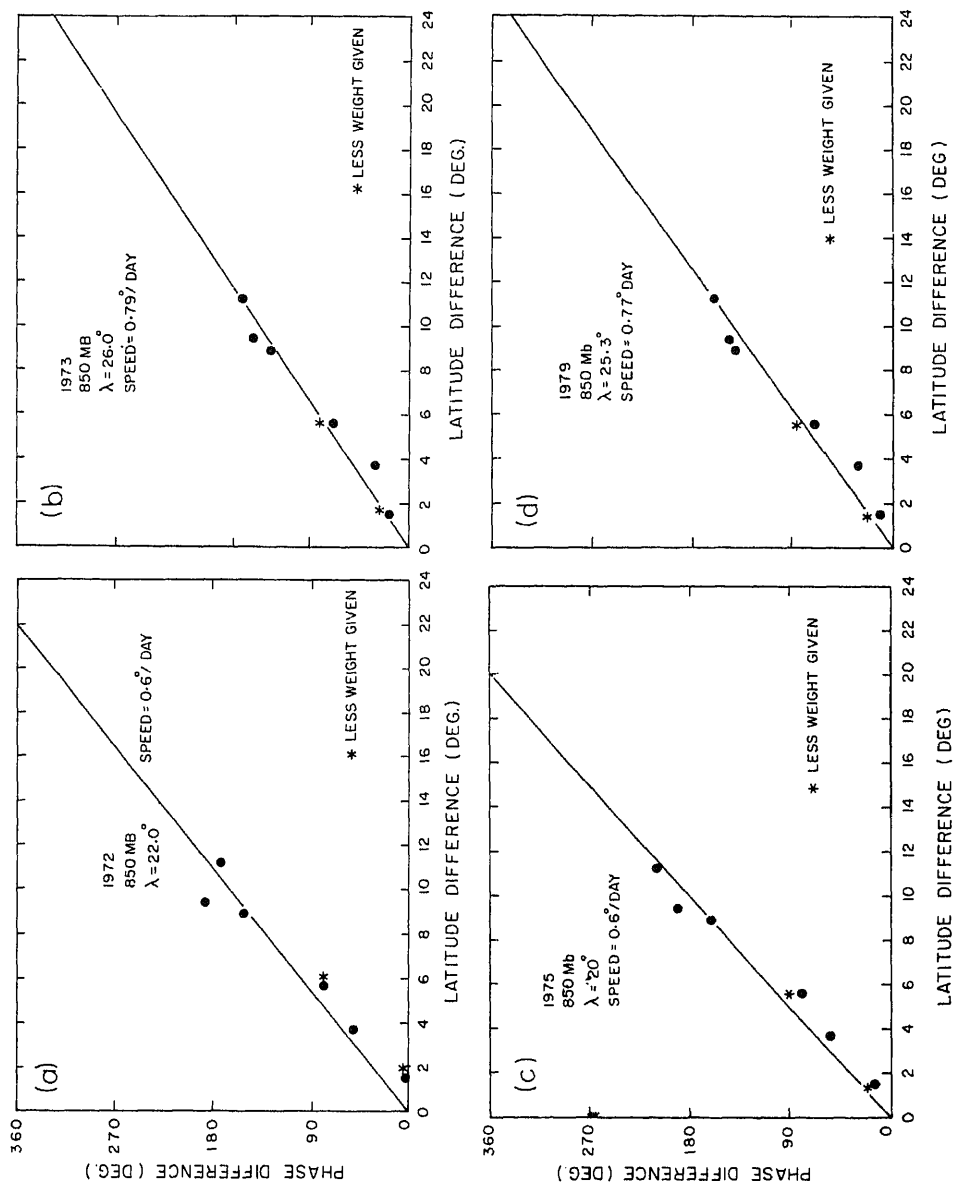 (a)
PHASE DIFFERENCE (DEG.)
360
270
180
90
0
1972
850 MB
λ = 22.0°
SPEED = 0.6°/ DAY
* LESS WEIGHT GIVEN
0 2 4 6 8 10 12 14 16 18 20 22 24
LATITUDE DIFFERENCE (DEG.)
(b)
1973
850 MB
λ = 26.0°
SPEED = 0.79°/ DAY
* LESS WEIGHT GIVEN
0 2 4 6 8 10 12 14 16 18 20 22 24
LATITUDE DIFFERENCE (DEG.)
(c)
PHASE DIFFERENCE (DEG.)
360
270
180
90
0
1975
850 Mb
λ = 20°
SPEED = 0.6°/DAY
* LESS WEIGHT GIVEN
0 2 4 6 8 10 12 14 16 18 20 22 24
LATITUDE DIFFERENCE (DEG)
(d)
1979
850 Mb
λ = 25.3°
SPEED = 0.77° DAY
* LESS WEIGHT GIVEN
0 2 4 6 8 10 12 14 16 18 20 22 24
LATITUDE DIFFERENCE (DEG)